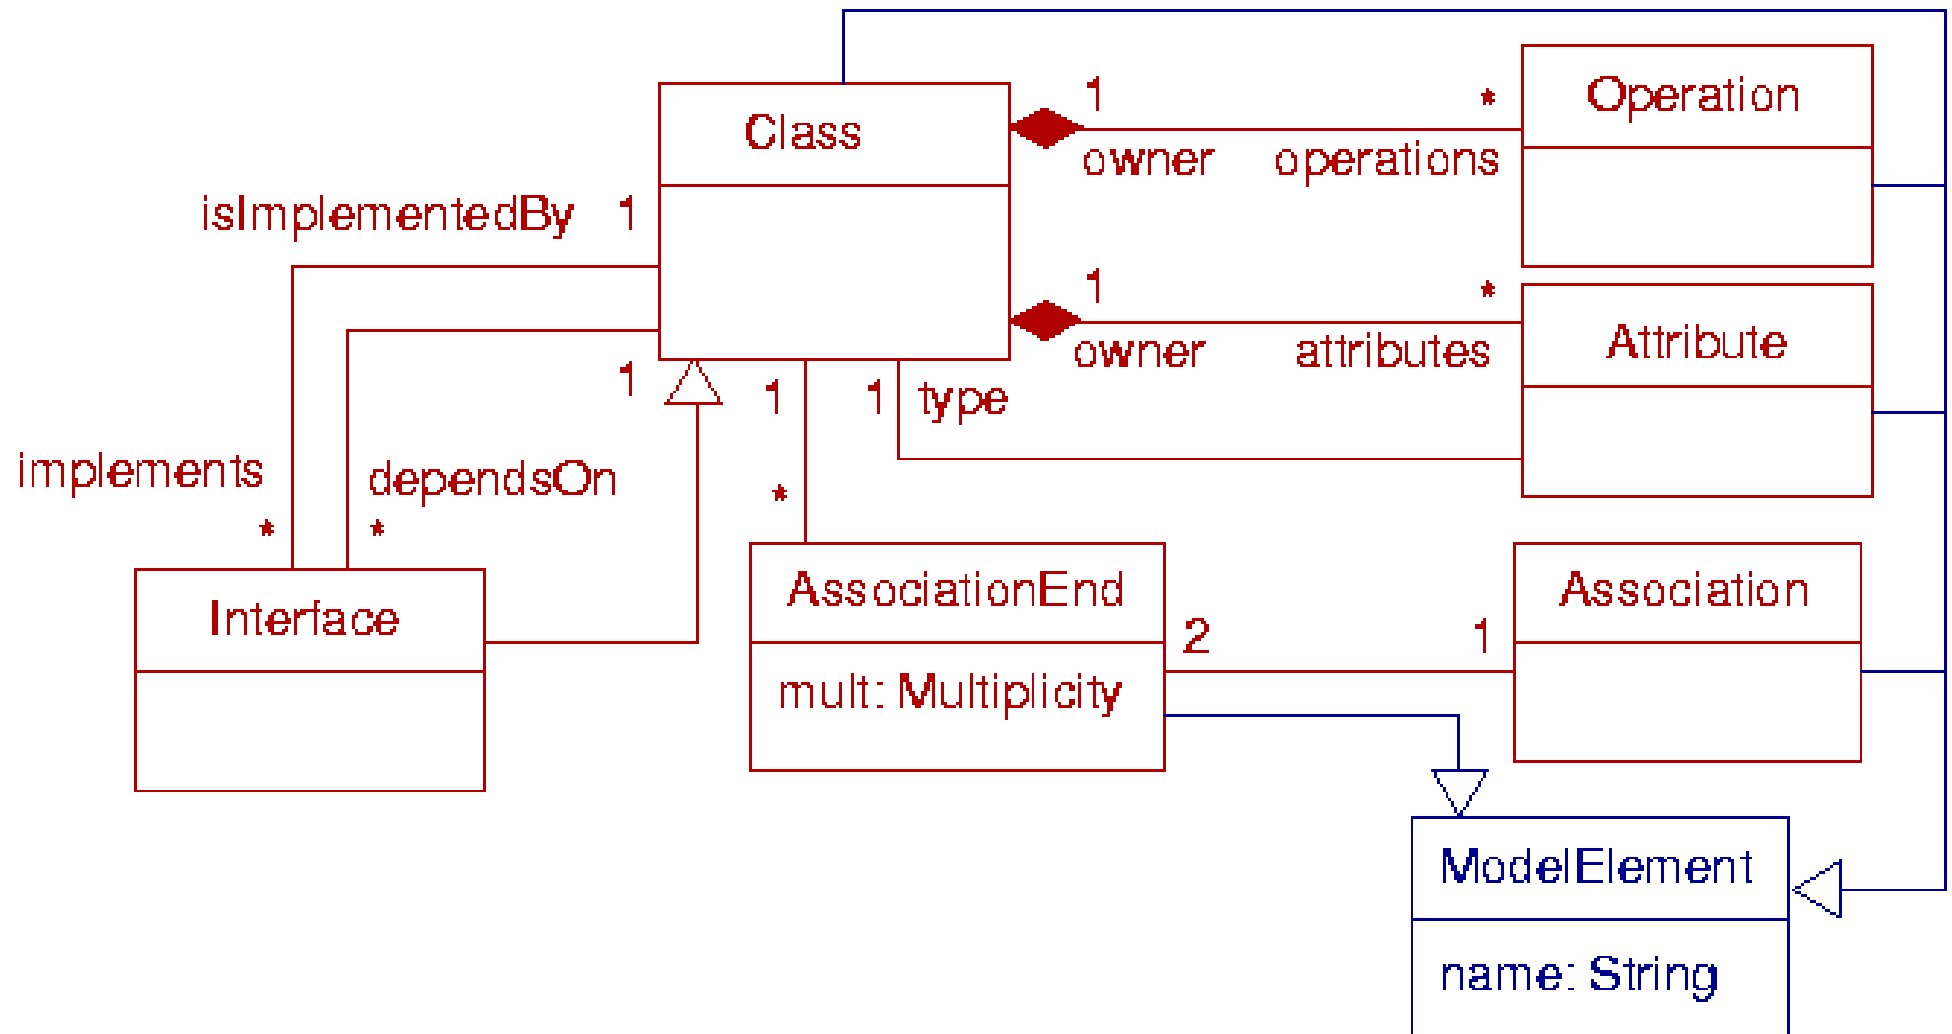 1
*
Operation
Class
owner
operations
isImplementedBy
1
1
*
owner
attributes
Attribute
1
1
1
type
implements
dependsOn
*
*
*
AssociationEnd
Association
Interface
2
1
mult: Multiplicity
ModelElement
name: String